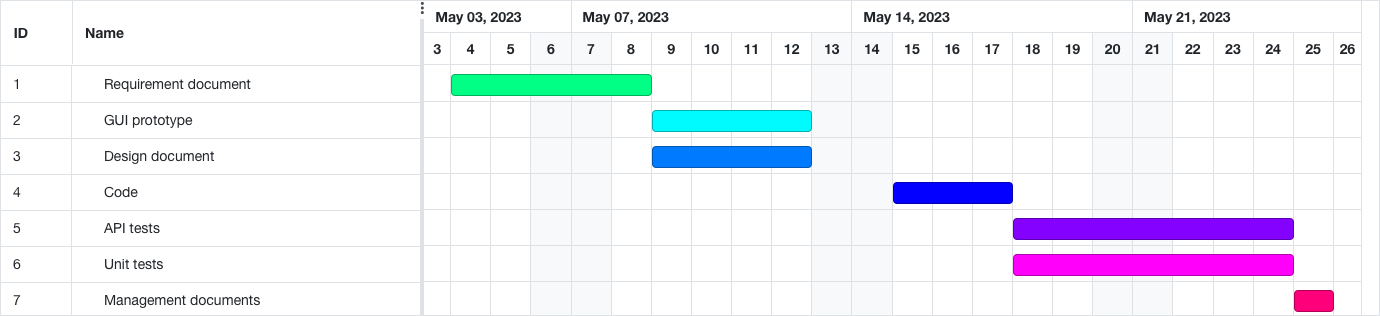 ID Name May 03, 2023 May 07, 2023 May 14, 2023 May 21, 2023
3 4 5 6 7 8 9 10 11 12 13 14 15 16 17 18 19 20 21 22 23 24 25 26
1 Requirement document
2 GUI prototype
3 Design document
4 Code
5 API tests
6 Unit tests
7 Management documents